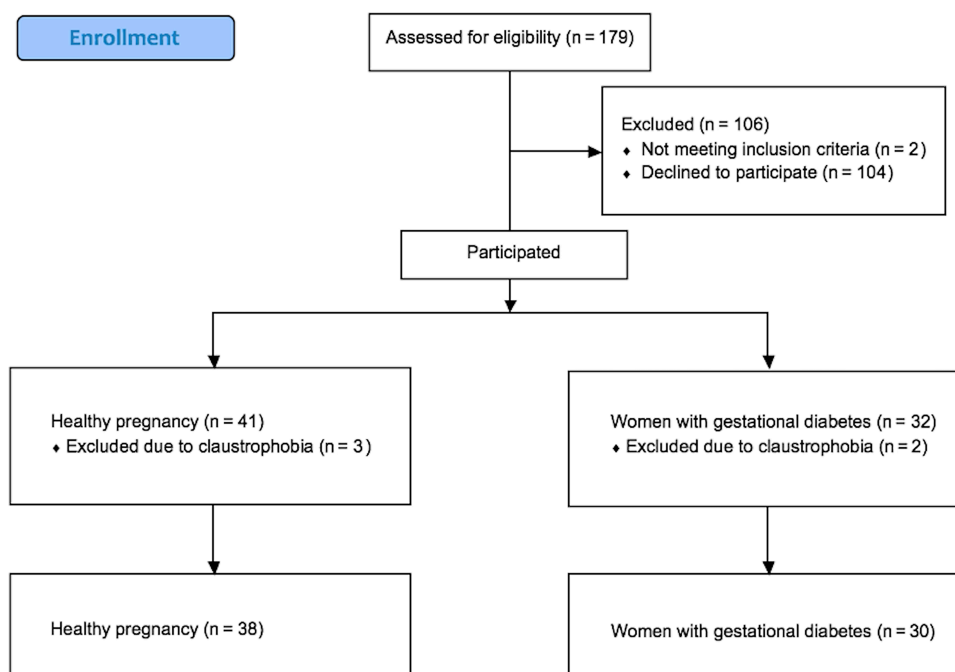 Enrollment
Assessed for eligibility (n = 179)
Excluded (n = 106)
♦ Not meeting inclusion criteria (n = 2)
♦ Declined to participate (n = 104)
Participated
Healthy pregnancy (n = 41)
♦ Excluded due to claustrophobia (n = 3)
Women with gestational diabetes (n = 32)
♦ Excluded due to claustrophobia (n = 2)
Healthy pregnancy (n = 38)
Women with gestational diabetes (n = 30)